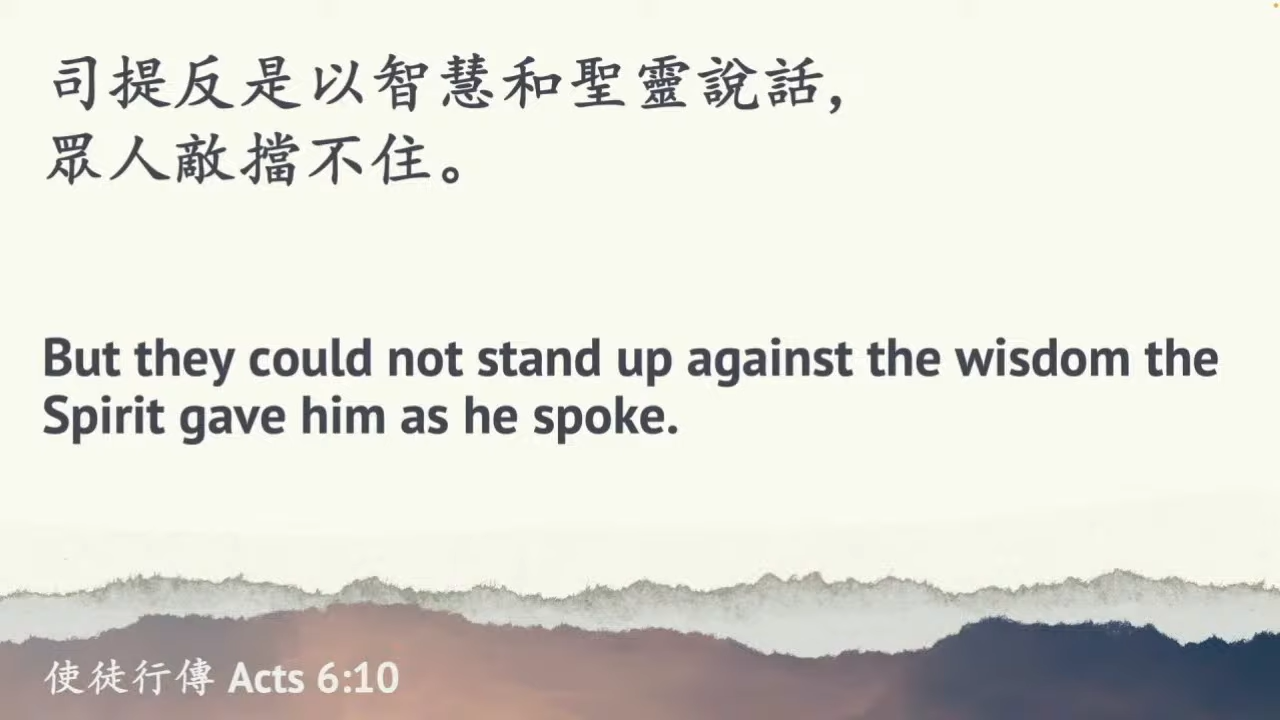 司提反是以智慧和聖靈說話,
眾人敵擋不住。
But they could not stand up against the wisdom the
Spirit gave him as he spoke.
使徒行傳 Acts 6:10